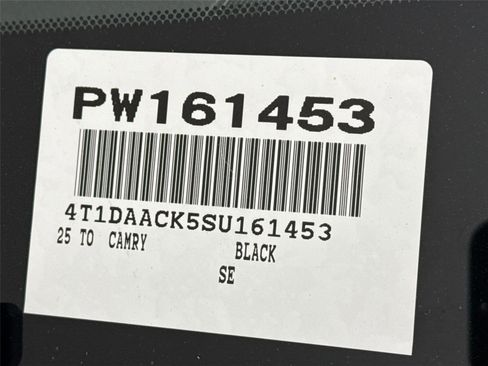 PW161453
4T1DAACK5SU161453
25 TO CAMRY BLACK
SE